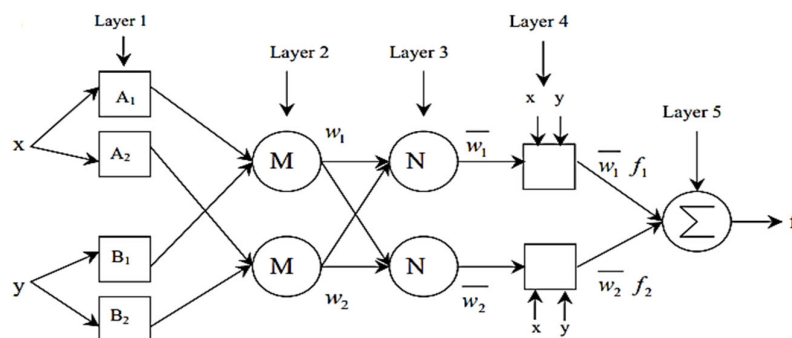 Layer 1
Layer 2
Layer 3
Layer 4
Layer 5
x
y
A₁
A₂
B₁
B₂
M
M
w₁
w₂
N
N
w̅₁
w̅₂
x y
x y
w̅₁ f₁
w̅₂ f₂
∑
f